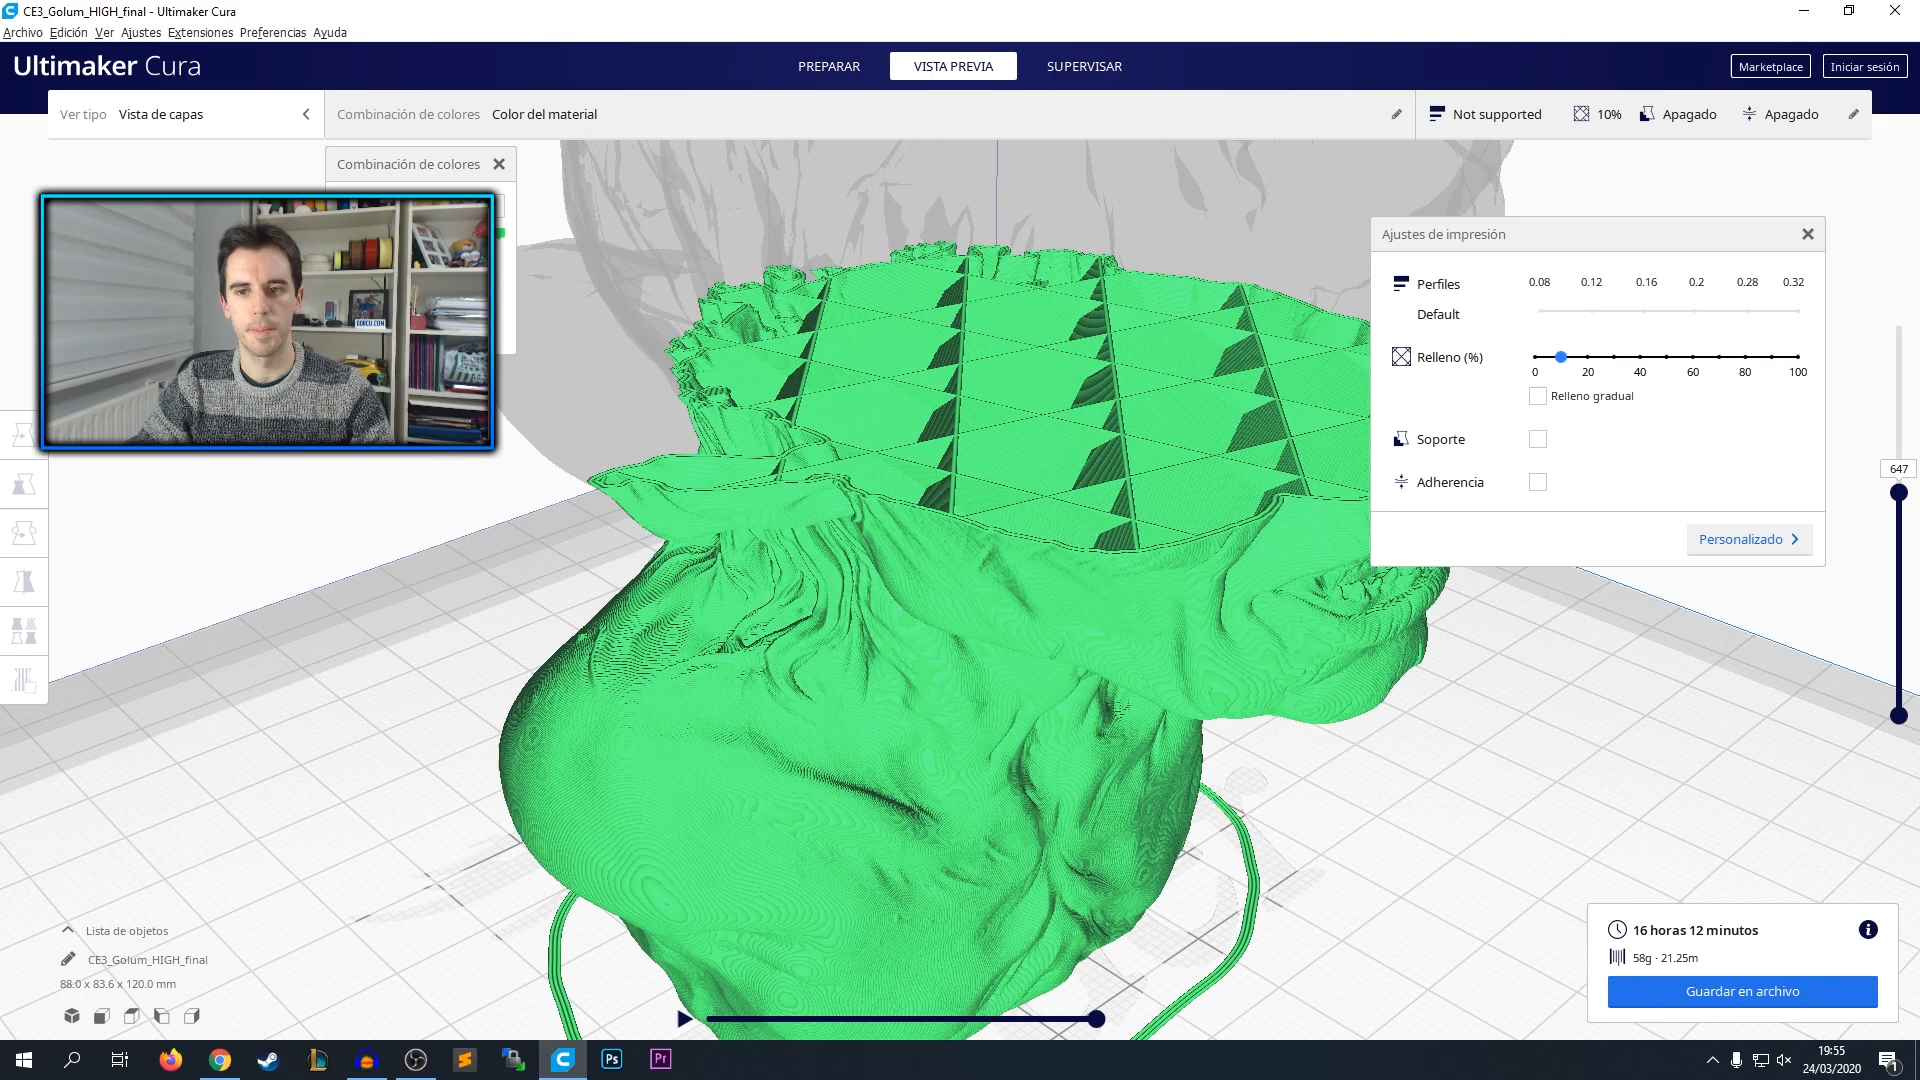 CE3_Golum_HIGH_final - Ultimaker Cura
Archivo Edición Ver Ajustes Extensiones Preferencias Ayuda
Ultimaker Cura
PREPARAR
VISTA PREVIA
SUPERVISAR
Marketplace
Iniciar sesión
Ver tipo Vista de capas
Combinación de colores Color del material
Not supported
10%
Apagado
Apagado
Combinación de colores
Ajustes de impresión
Perfiles
0.08 0.12 0.16 0.2 0.28 0.32
Default
Relleno (%)
0 20 40 60 80 100
Relleno gradual
Soporte
Adherencia
Personalizado
647
Lista de objetos
CE3_Golum_HIGH_final
88.0 x 83.6 x 120.0 mm
16 horas 12 minutos
58g · 21.25m
Guardar en archivo
Ps
Pr
19:55
24/03/2020
1